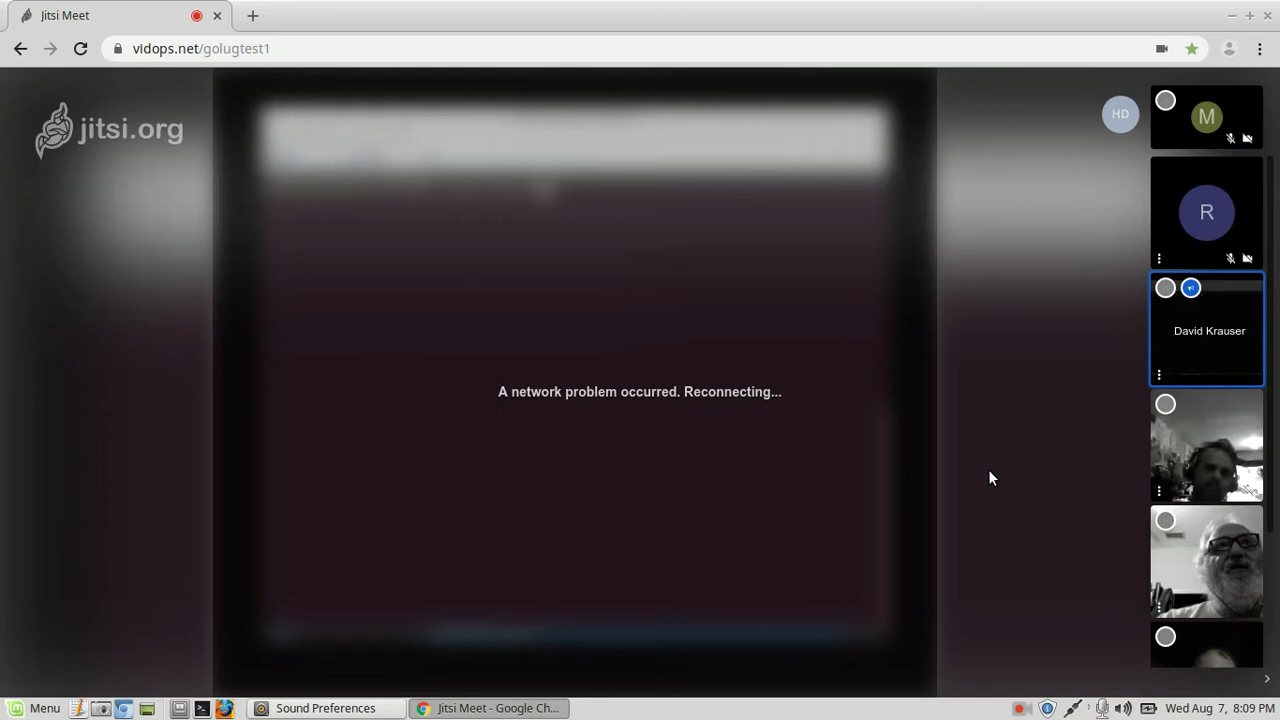 Jitsi Meet
vidops.net/golugtest1
jitsi.org
HD
M
R
David Krauser
A network problem occurred. Reconnecting...
Menu
Sound Preferences
Jitsi Meet - Google Ch...
Wed Aug 7, 8:09 PM